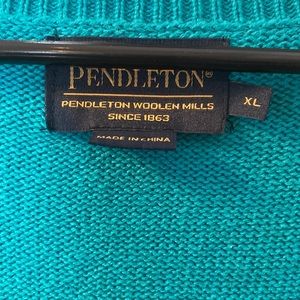 PENDLETON®
PENDLETON WOOLEN MILLS
SINCE 1863
XL
MADE IN CHINA